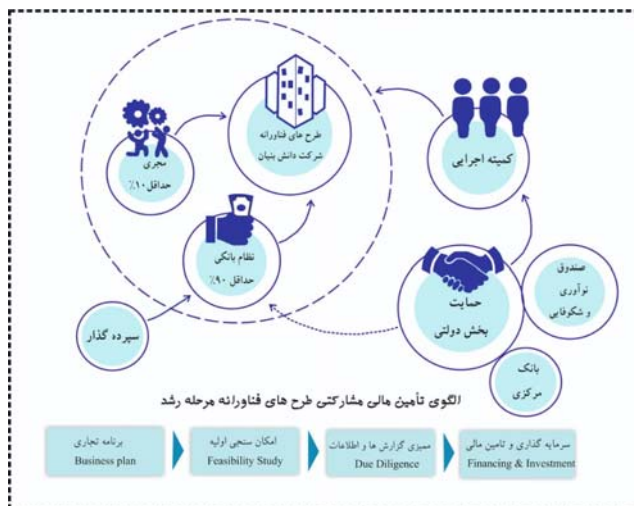 طرح های فناورانه
شرکت دانش بنیان
مجری
حداقل ۱۰٪
نظام بانکی
حداقل ۹۰٪
سپرده گذار
کمیته اجرایی
حمایت
بخش دولتی
صندوق
نوآوری
و شکوفایی
بانک
مرکزی
الگوی تأمین مالی مشارکتی طرح های فناورانه مرحله رشد
برنامه تجاری
Business plan
امکان سنجی اولیه
Feasibility Study
ممیزی گزارش ها و اطلاعات
Due Diligence
سرمایه گذاری و تامین مالی
Financing & Investment